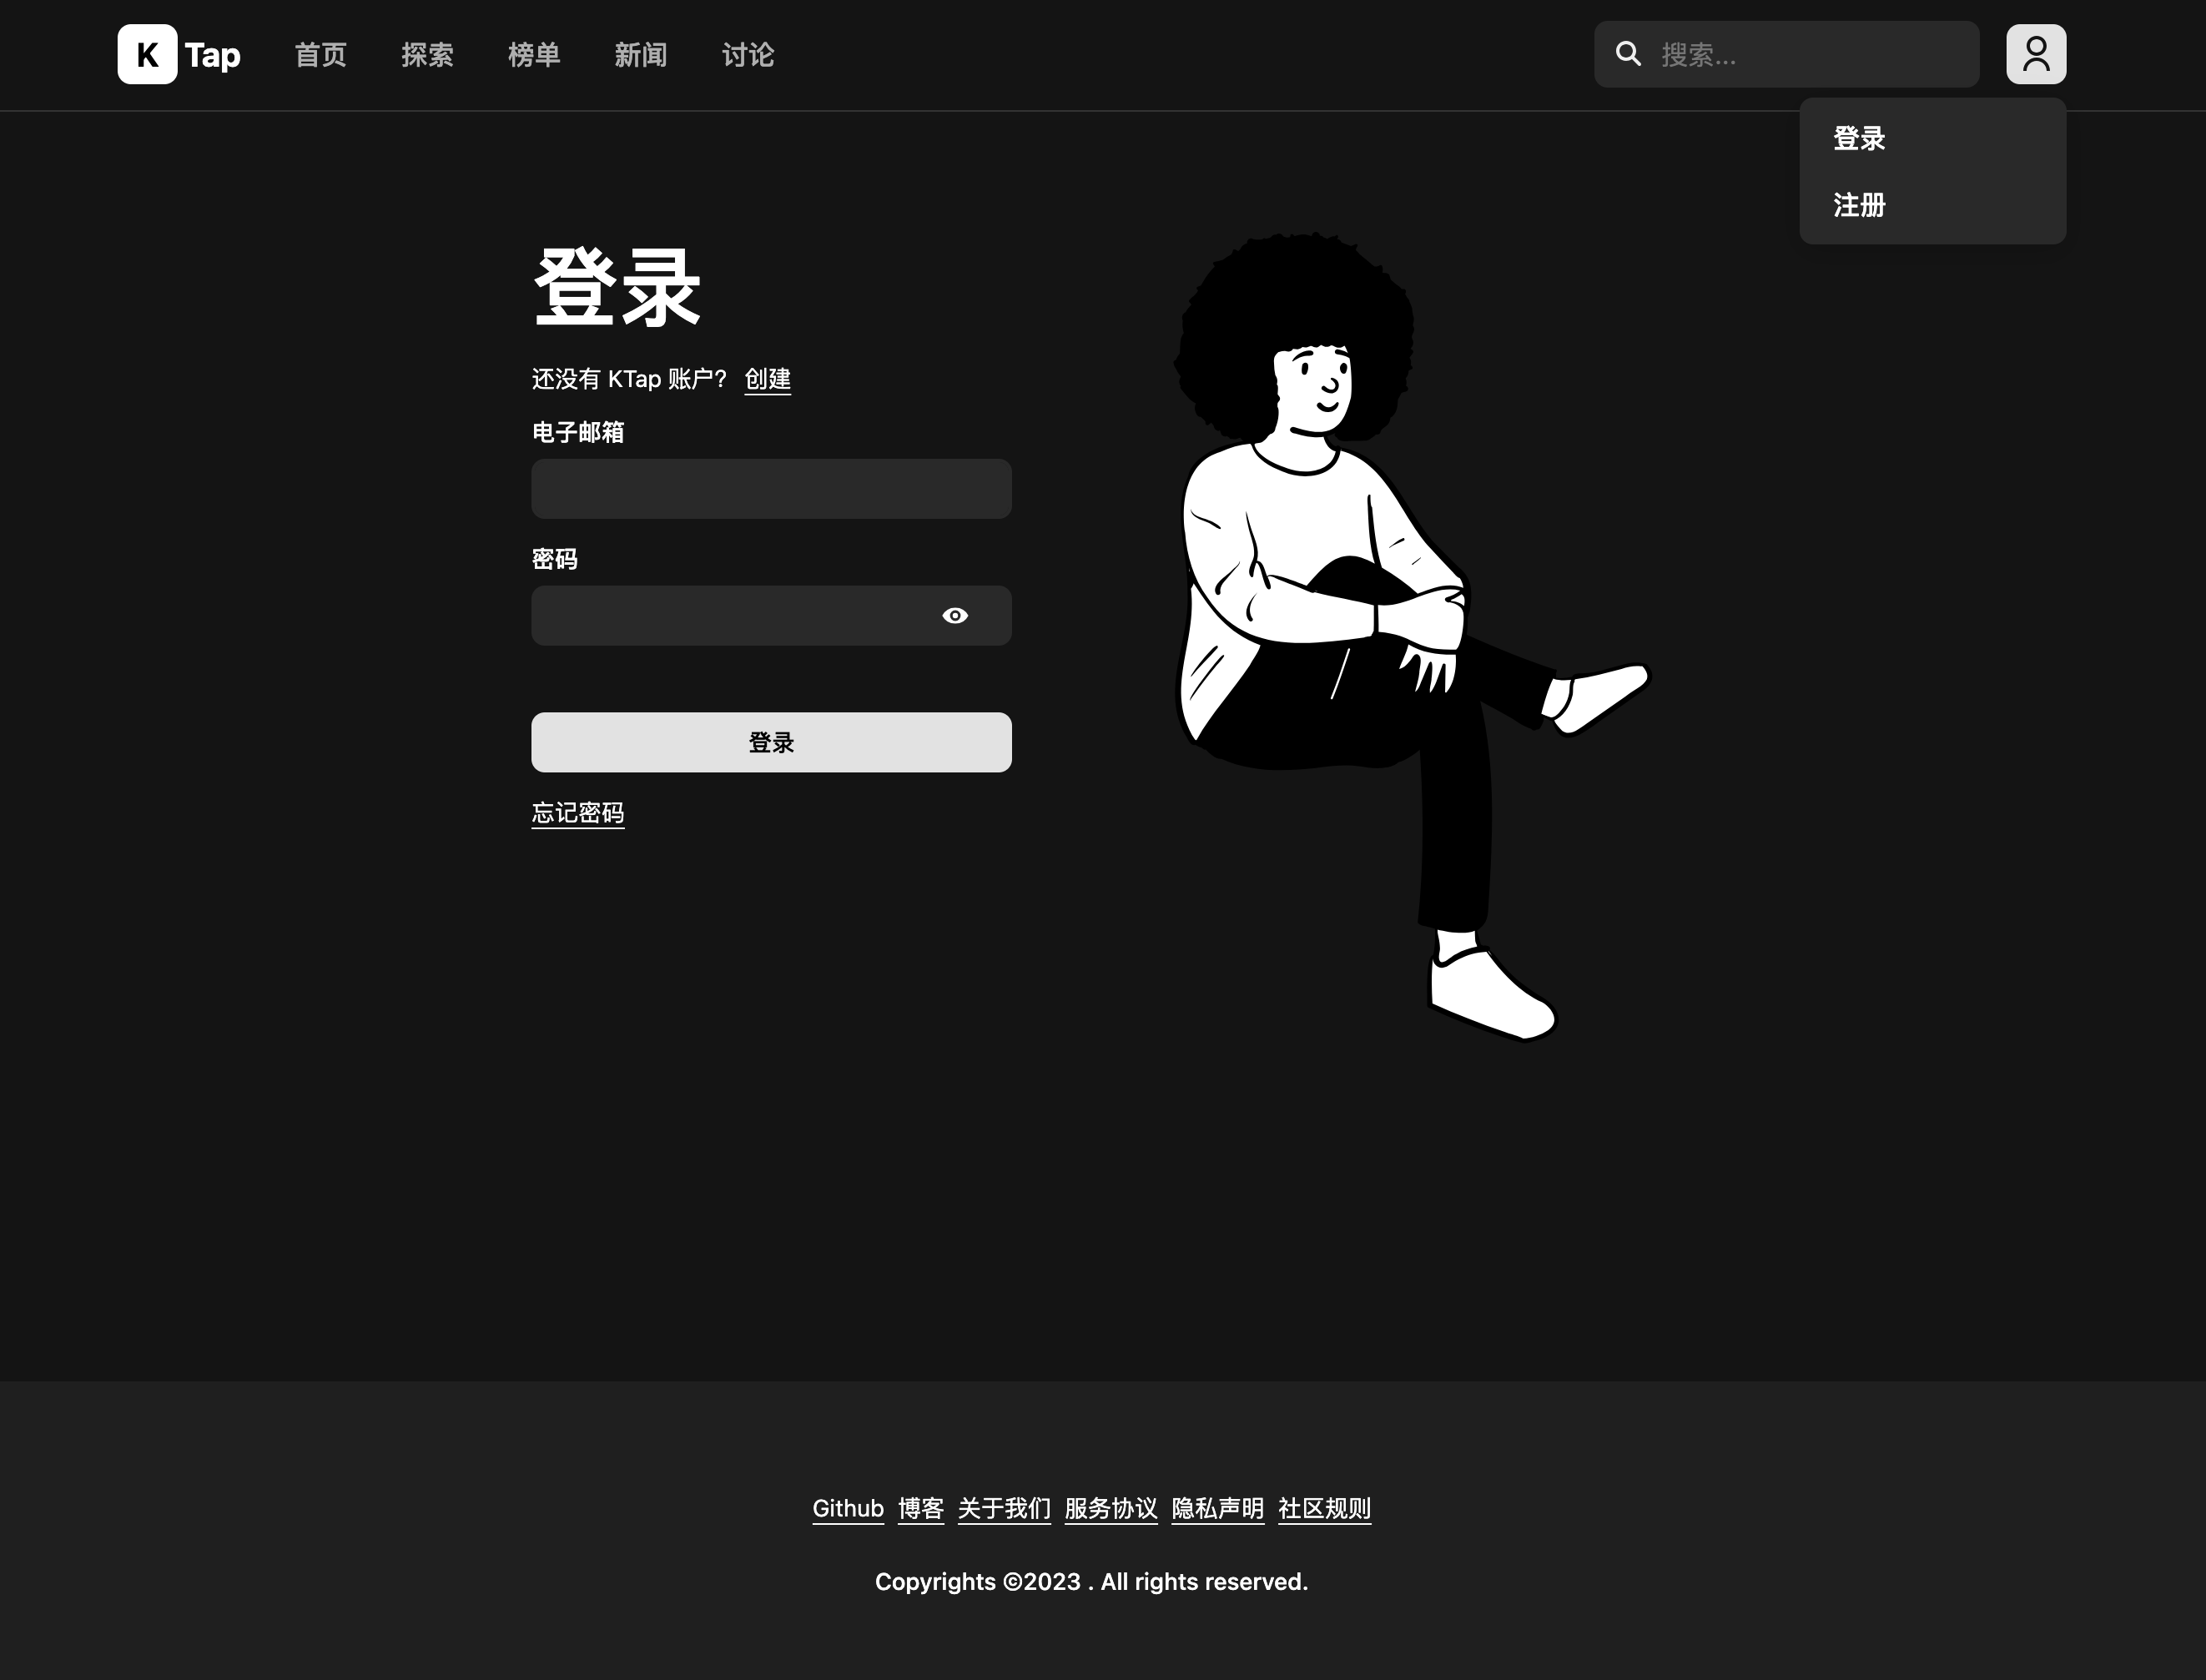 K Tap 首页 探索 榜单 新闻 讨论 搜索...
登录
注册
登录
还没有 KTap 账户? 创建
电子邮箱
密码
登录
忘记密码
Github 博客 关于我们 服务协议 隐私声明 社区规则
Copyrights ©2023 . All rights reserved.